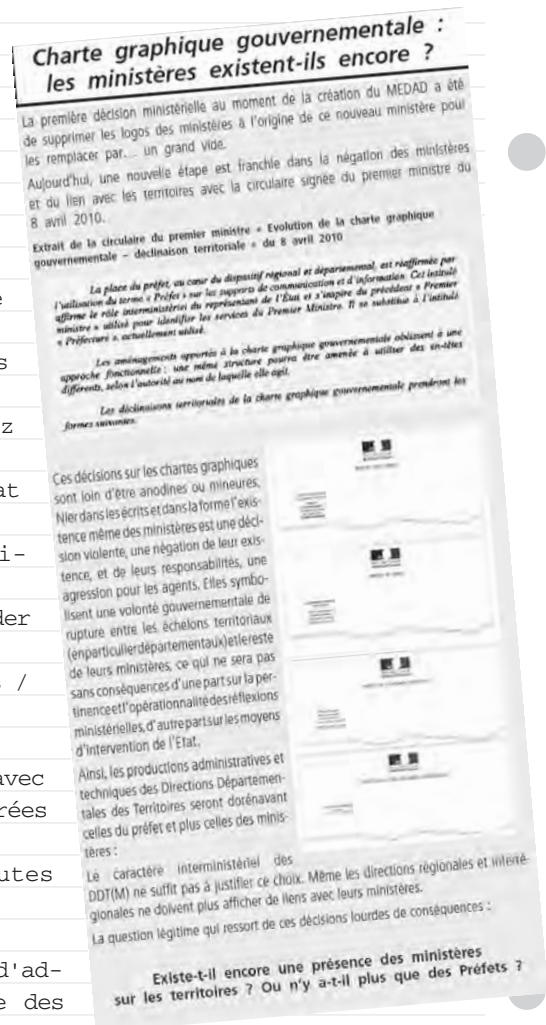 Charte graphique gouvernementale :
les ministères existent-ils encore ?
La première décision ministérielle au moment de la création du MEDAD a été
de supprimer les logos des ministères à l'origine de ce nouveau ministère pour
les remplacer par... un grand vide.
Aujourd'hui, une nouvelle étape est franchie dans la négation des ministères
et du lien avec les territoires avec la circulaire signée du premier ministre du
8 avril 2010.
Extrait de la circulaire du premier ministre « Evolution de la charte graphique
gouvernementale – déclinaison territoriale » du 8 avril 2010
La place du préfet, au cœur du dispositif régional et départemental, est réaffirmée par
l'utilisation du terme « Préfet » sur les supports de communication et d'information. Cet intitulé
affirme le rôle interministériel du représentant de l'État et s'inspire du précédent « Premier
ministre » utilisé pour identifier les services du Premier Ministre. Il se substitue à l'intitulé
« Préfecture », actuellement utilisé.
Les aménagements apportés à la charte graphique gouvernementale obéissent à une
approche fonctionnelle : une même structure pourra être amenée à utiliser des en-têtes
différents, selon l'autorité au nom de laquelle elle agit.
Les déclinaisons territoriales de la charte graphique gouvernementale prendront les
formes suivantes.
Ces décisions sur les chartes graphiques
sont loin d'être anodines ou mineures.
Nier dans les écrits et dans la forme l'exis-
tence même des ministères est une déci-
sion violente, une négation de leur exis-
tence, et de leurs responsabilités, une
agression pour les agents. Elles symbo-
lisent une volonté gouvernementale de
rupture entre les échelons territoriaux
(en particulier départementaux) et le reste
de leurs ministères, ce qui ne sera pas
sans conséquences d'une part sur la per-
tinence et l'opérationnalité des réflexions
ministérielles, d'autre part sur les moyens
d'intervention de l'Etat.
Ainsi, les productions administratives et
techniques des Directions Départemen-
tales des Territoires seront dorénavant
celles du préfet et plus celles des minis-
tères :
Le caractère interministériel des
DDT(M) ne suffit pas à justifier ce choix. Même les directions régionales et interré-
gionales ne doivent plus afficher de liens avec leurs ministères.
La question légitime qui ressort de ces décisions lourdes de conséquences :
Existe-t-il encore une présence des ministères
sur les territoires ? Ou n'y a-t-il plus que des Préfets ?
e
s
z
at
i-
der
/
avec
rées
utes
d'ad-
e des